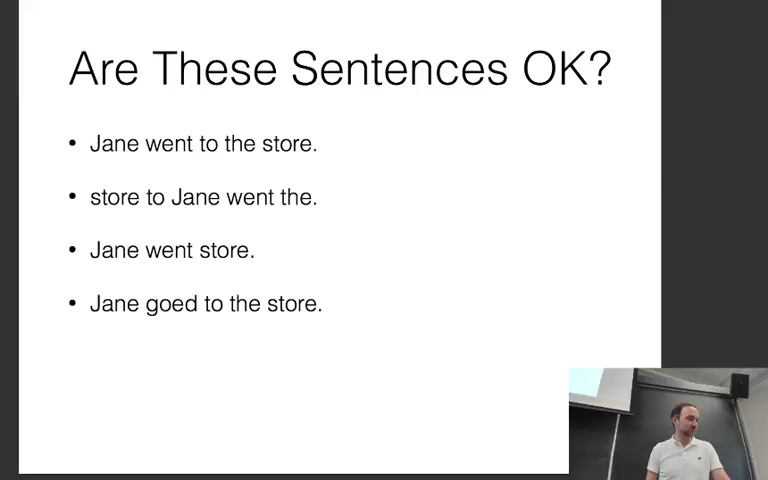 Are These Sentences OK?
• Jane went to the store.
• store to Jane went the.
• Jane went store.
• Jane goed to the store.